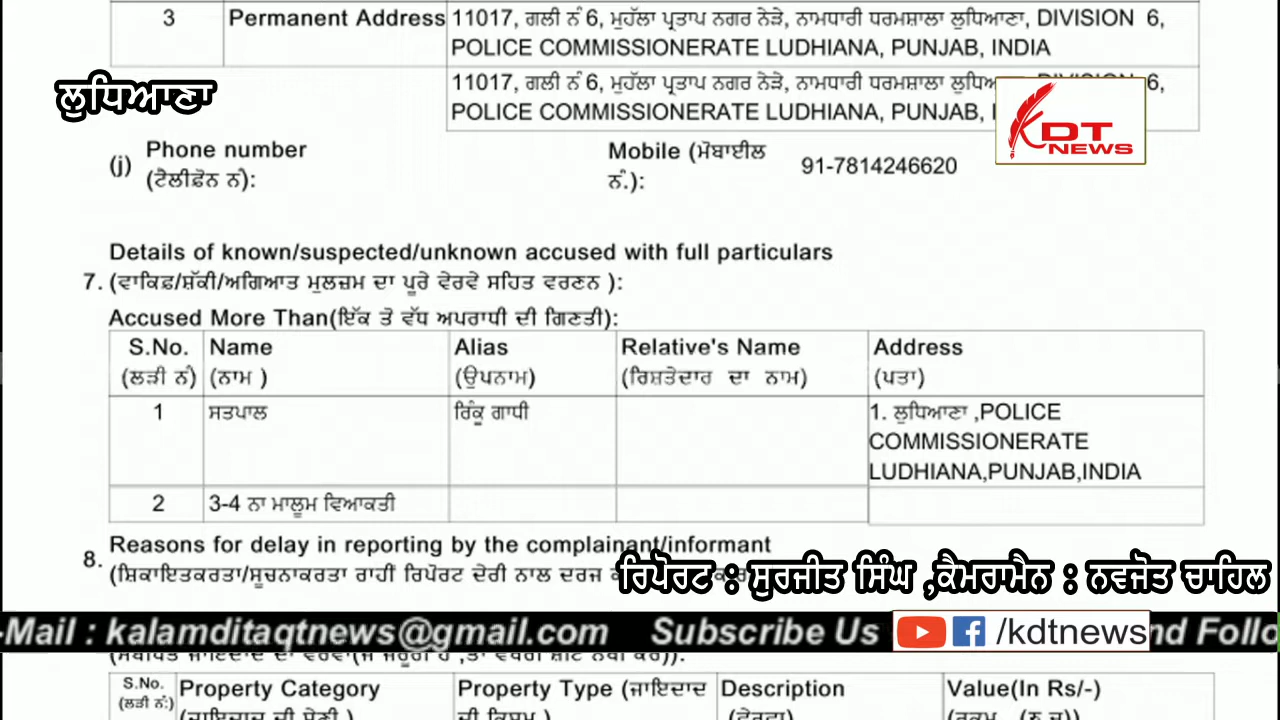 3 Permanent Address 11017, ਗਲੀ ਨੰ 6, ਮੁਹੱਲਾ ਪ੍ਰਤਾਪ ਨਗਰ ਨੇੜੇ, ਨਾਮਧਾਰੀ ਧਰਮਸ਼ਾਲਾ ਲੁਧਿਆਣਾ, DIVISION 6,
POLICE COMMISSIONERATE LUDHIANA, PUNJAB, INDIA
11017, ਗਲੀ ਨੰ 6, ਮੁਹੱਲਾ ਪ੍ਰਤਾਪ ਨਗਰ ਨੇੜੇ, ਨਾਮਧਾਰੀ ਧਰਮਸ਼ਾਲਾ 6,
POLICE COMMISSIONERATE LUDHIANA, PUNJAB,
ਲੁਧਿਆਣਾ
KDT
NEWS
(j) Phone number
(ਟੈਲੀਫ਼ੋਨ ਨੰ):
Mobile (ਮੋਬਾਈਲ
ਨੰ.):
91-7814246620
Details of known/suspected/unknown accused with full particulars
7. (ਵਾਕਿਫ਼/ਸ਼ੱਕੀ/ਅਗਿਆਤ ਮੁਲਜ਼ਮ ਦਾ ਪੂਰੇ ਵੇਰਵੇ ਸਹਿਤ ਵਰਣਨ ):
Accused More Than(ਇੱਕ ਤੋ ਵੱਧ ਅਪਰਾਧੀ ਦੀ ਗਿਣਤੀ):
S.No. Name Alias Relative's Name Address
(ਲੜੀ ਨੰ) (ਨਾਮ ) (ਉਪਨਾਮ) (ਰਿਸ਼ਤੇਦਾਰ ਦਾ ਨਾਮ) (ਪਤਾ)
1 ਸਤਪਾਲ ਰਿੰਕੂ ਗਾਧੀ 1. ਲੁਧਿਆਣਾ ,POLICE
COMMISSIONERATE
LUDHIANA,PUNJAB,INDIA
2 3-4 ਨਾ ਮਾਲੂਮ ਵਿਆਕਤੀ
8. Reasons for delay in reporting by the complainant/informant
(ਸ਼ਿਕਾਇਤਕਰਤਾ/ਸੂਚਨਾਕਰਤਾ ਰਾਹੀਂ ਰਿਪੋਰਟ ਦੇਰੀ ਨਾਲ ਦਰਜ
ਰਿਪੋਰਟ : ਸੁਰਜੀਤ ਸਿੰਘ ,ਕੈਮਰਾਮੈਨ : ਨਵਜੋਤ ਚਾਹਿਲ
-Mail : kalamditaqtnews@gmail.com Subscribe Us /kdtnews nd Follo
S.No. Property Category Property Type (ਜਾਇਦਾਦ Description Value(In Rs/-)
(ਲੜੀ ਨੰ:)